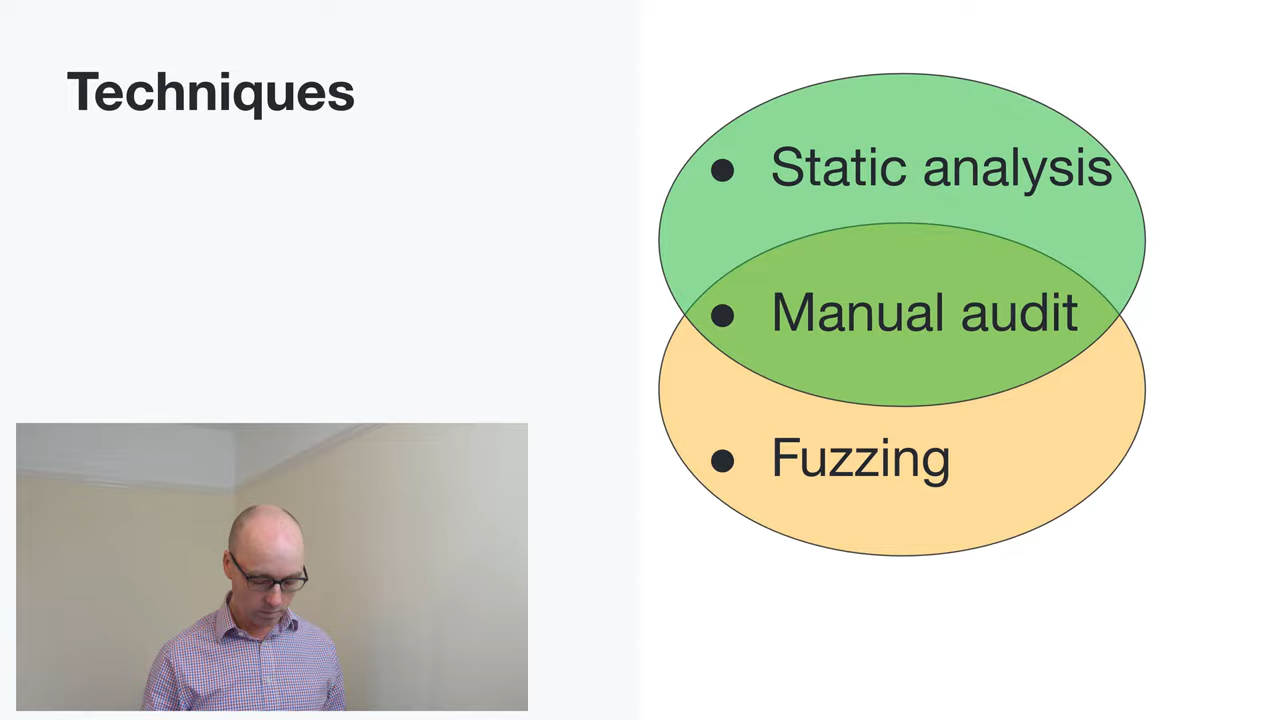 Techniques
● Static analysis
● Manual audit
● Fuzzing